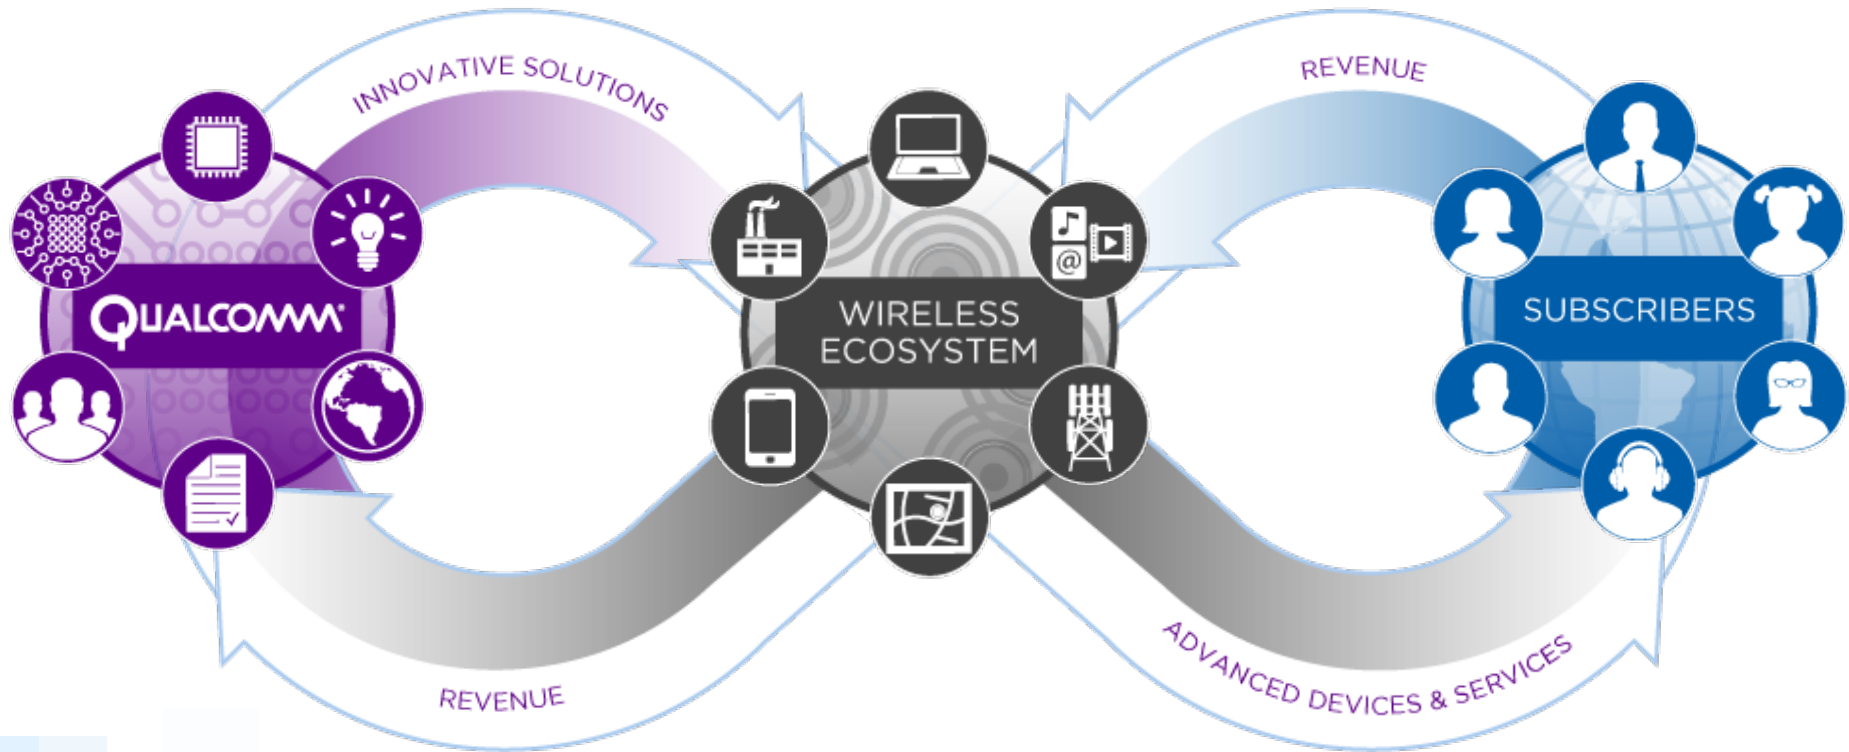 INNOVATIVE SOLUTIONS
REVENUE
QUALCOMM®
WIRELESS
ECOSYSTEM
@
SUBSCRIBERS
REVENUE
ADVANCED DEVICES & SERVICES